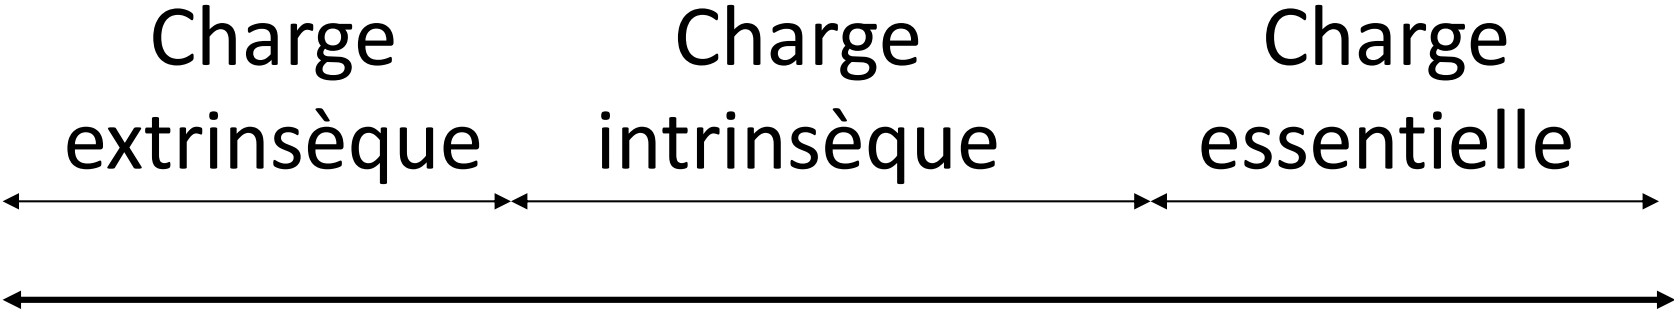 Charge
extrinsèque
Charge
intrinsèque
Charge
essentielle